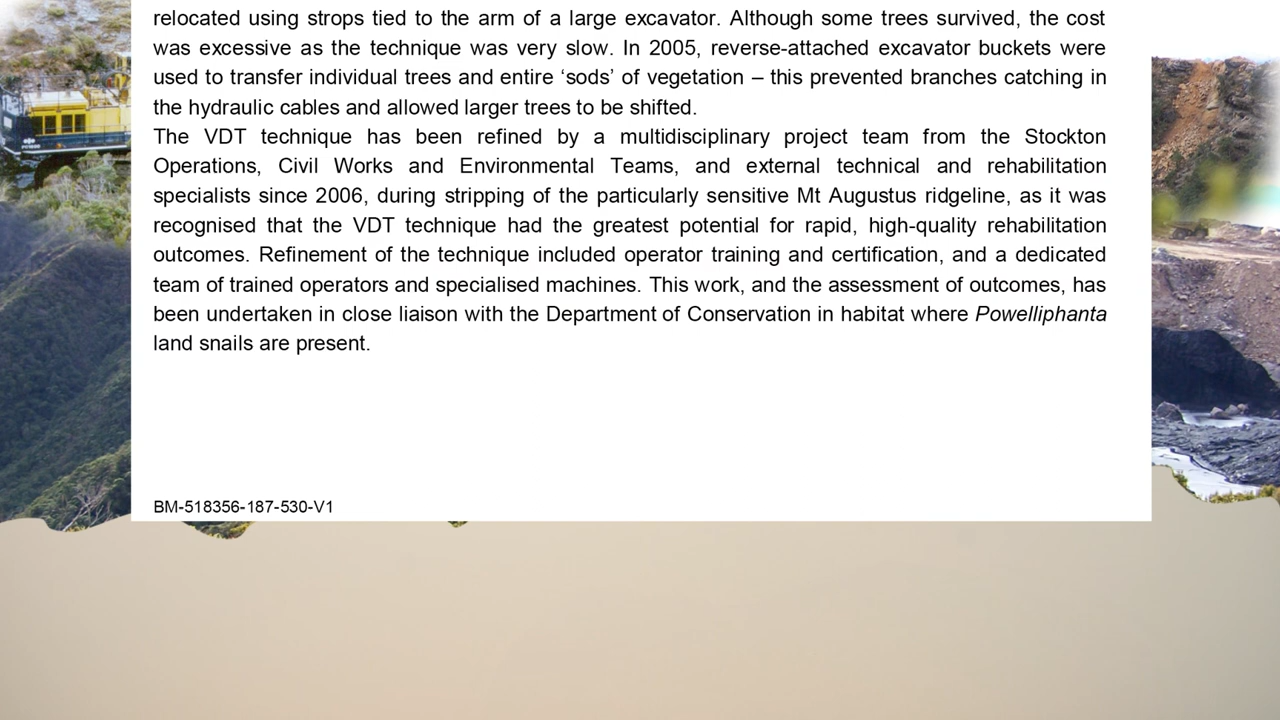 relocated using strops tied to the arm of a large excavator. Although some trees survived, the cost
was excessive as the technique was very slow. In 2005, reverse-attached excavator buckets were
used to transfer individual trees and entire ‘sods’ of vegetation – this prevented branches catching in
the hydraulic cables and allowed larger trees to be shifted.
The VDT technique has been refined by a multidisciplinary project team from the Stockton
Operations, Civil Works and Environmental Teams, and external technical and rehabilitation
specialists since 2006, during stripping of the particularly sensitive Mt Augustus ridgeline, as it was
recognised that the VDT technique had the greatest potential for rapid, high-quality rehabilitation
outcomes. Refinement of the technique included operator training and certification, and a dedicated
team of trained operators and specialised machines. This work, and the assessment of outcomes, has
been undertaken in close liaison with the Department of Conservation in habitat where Powelliphanta
land snails are present.
BM-518356-187-530-V1